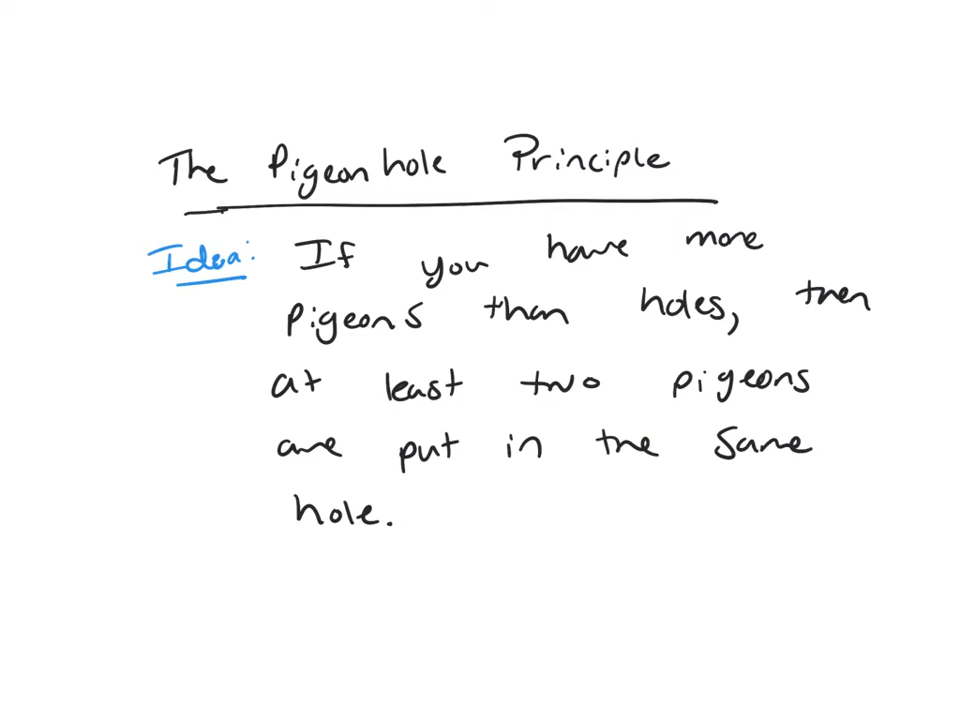 The Pigeonhole Principle
Idea: If you have more
pigeons than holes, then
at least two pigeons
are put in the same
hole.